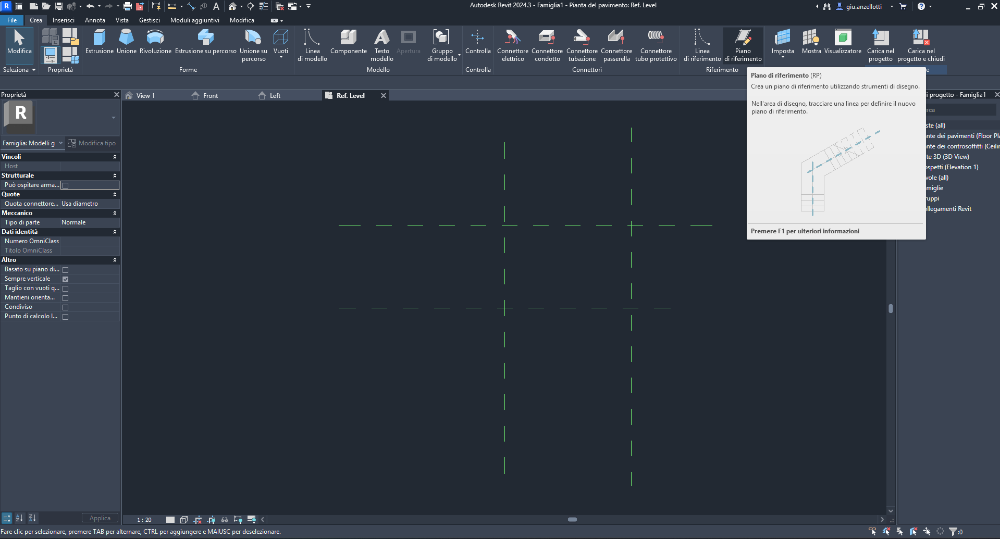 Autodesk Revit 2024.3 - Famiglia1 - Pianta del pavimento: Ref. Level
giu.anzellotti
File
Crea
Inserisci
Annota
Vista
Gestisci
Moduli aggiuntivi
Modifica
Modifica
Seleziona
Proprietà
Estrusione
Unione
Rivoluzione
Estrusione su percorso
Unione su
percorso
Vuoti
Forme
Linea
di modello
Componente
Testo
modello
Apertura
Gruppo
di modello
Modello
Controlla
Controlla
Connettore
elettrico
Connettore
condotto
Connettore
tubazione
Connettore
passerella
Connettore
tubo protettivo
Connettori
Linea
di riferimento
Piano
di riferimento
Riferimento
Imposta
Mostra
Visualizzatore
Carica nel
progetto
Carica nel
progetto e chiudi
e
Piano di riferimento (RP)
Crea un piano di riferimento utilizzando strumenti di disegno.
Nell'area di disegno, tracciare una linea per definire il nuovo
piano di riferimento.
Premere F1 per ulteriori informazioni
Proprietà
R
Famiglia: Modelli g
Modifica tipo
Vincoli
Host
Strutturale
Può ospitare arma...
Quote
Quota connettore... Usa diametro
Meccanico
Tipo di parte Normale
Dati identità
Numero OmniClass
Titolo OmniClass
Altro
Basato su piano di...
Sempre verticale
Taglio con vuoti q...
Mantieni orienta...
Condiviso
Punto di calcolo l...
Applica
View 1
Front
Left
Ref. Level
i progetto - Famiglia1
rca
ste (all)
nte dei pavimenti (Floor Pla
nte dei controsoffitti (Ceilin
te 3D (3D View)
ospetti (Elevation 1)
vole (all)
miglie
ruppi
ollegamenti Revit
1 : 20
Fare clic per selezionare, premere TAB per alternare, CTRL per aggiungere e MAIUSC per deselezionare.
:0